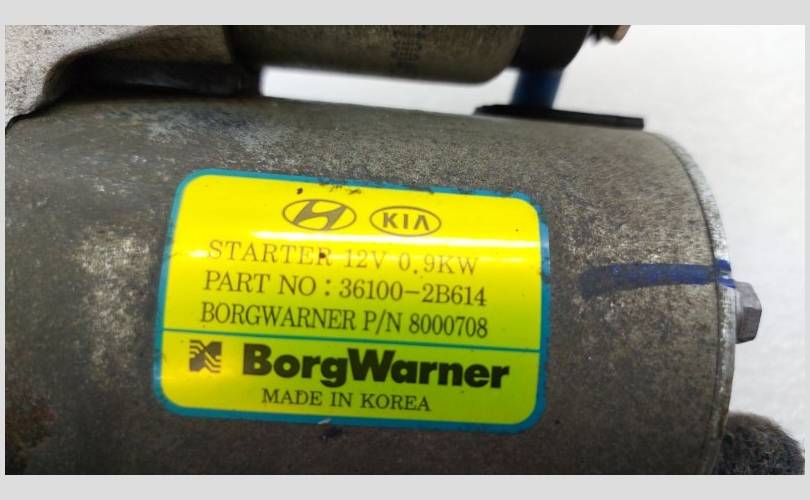 KIA
STARTER 12V 0.9KW
PART NO : 36100-2B614
BORGWARNER P/N 8000708
BorgWarner
MADE IN KOREA